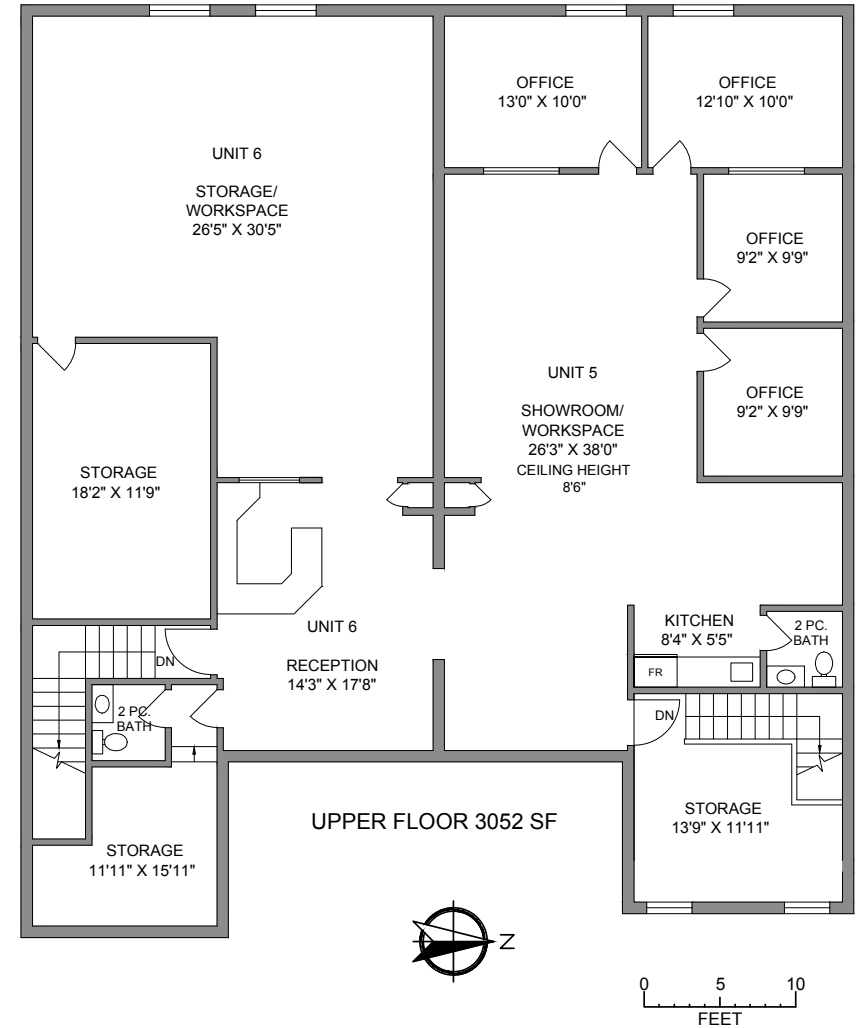 OFFICE
13'0" X 10'0"
OFFICE
12'10" X 10'0"
UNIT 6
STORAGE/
WORKSPACE
26'5" X 30'5"
OFFICE
9'2" X 9'9"
UNIT 5
SHOWROOM/
WORKSPACE
26'3" X 38'0"
CEILING HEIGHT
8'6"
OFFICE
9'2" X 9'9"
STORAGE
18'2" X 11'9"
UNIT 6
RECEPTION
14'3" X 17'8"
KITCHEN
8'4" X 5'5"
2 PC.
BATH
FR
DN
DN
2 PC.
BATH
STORAGE
11'11" X 15'11"
UPPER FLOOR 3052 SF
STORAGE
13'9" X 11'11"
N
0 5 10
FEET